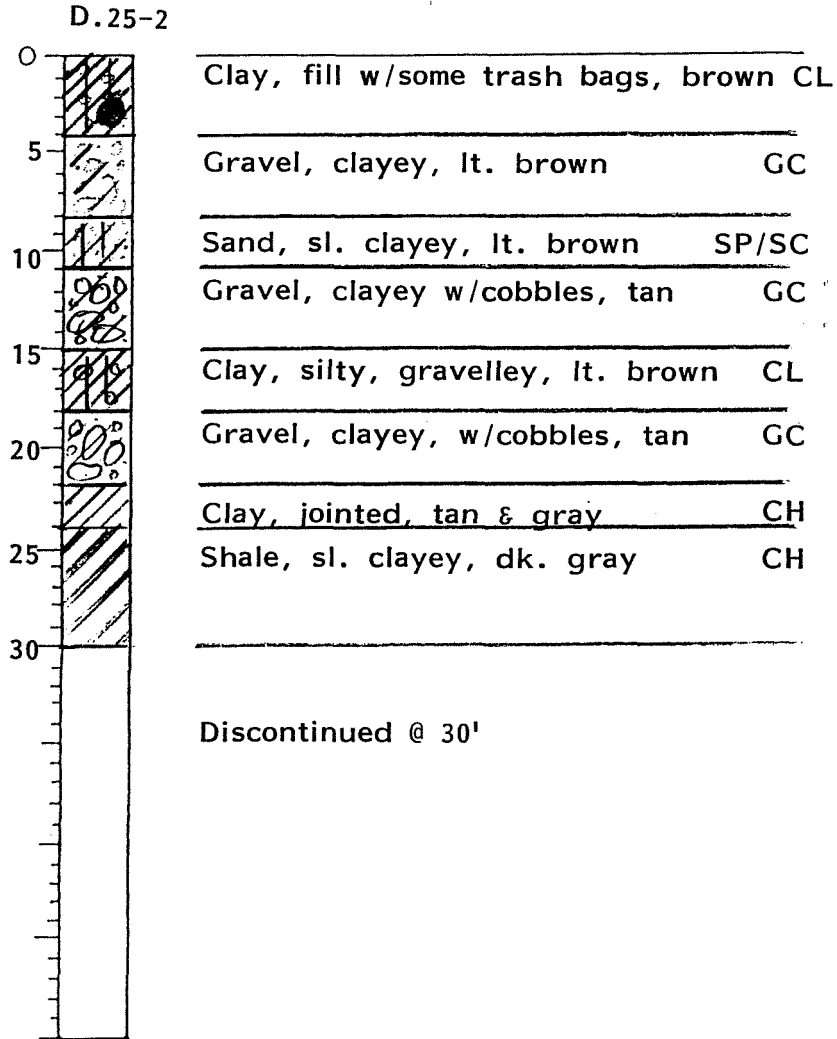 D.25-2
0
Clay, fill w/some trash bags, brown CL
5
Gravel, clayey, lt. brown GC
10
Sand, sl. clayey, lt. brown SP/SC
Gravel, clayey w/cobbles, tan GC
15
Clay, silty, gravelley, lt. brown CL
20
Gravel, clayey, w/cobbles, tan GC
Clay, jointed, tan & gray CH
25
Shale, sl. clayey, dk. gray CH
30
Discontinued @ 30'